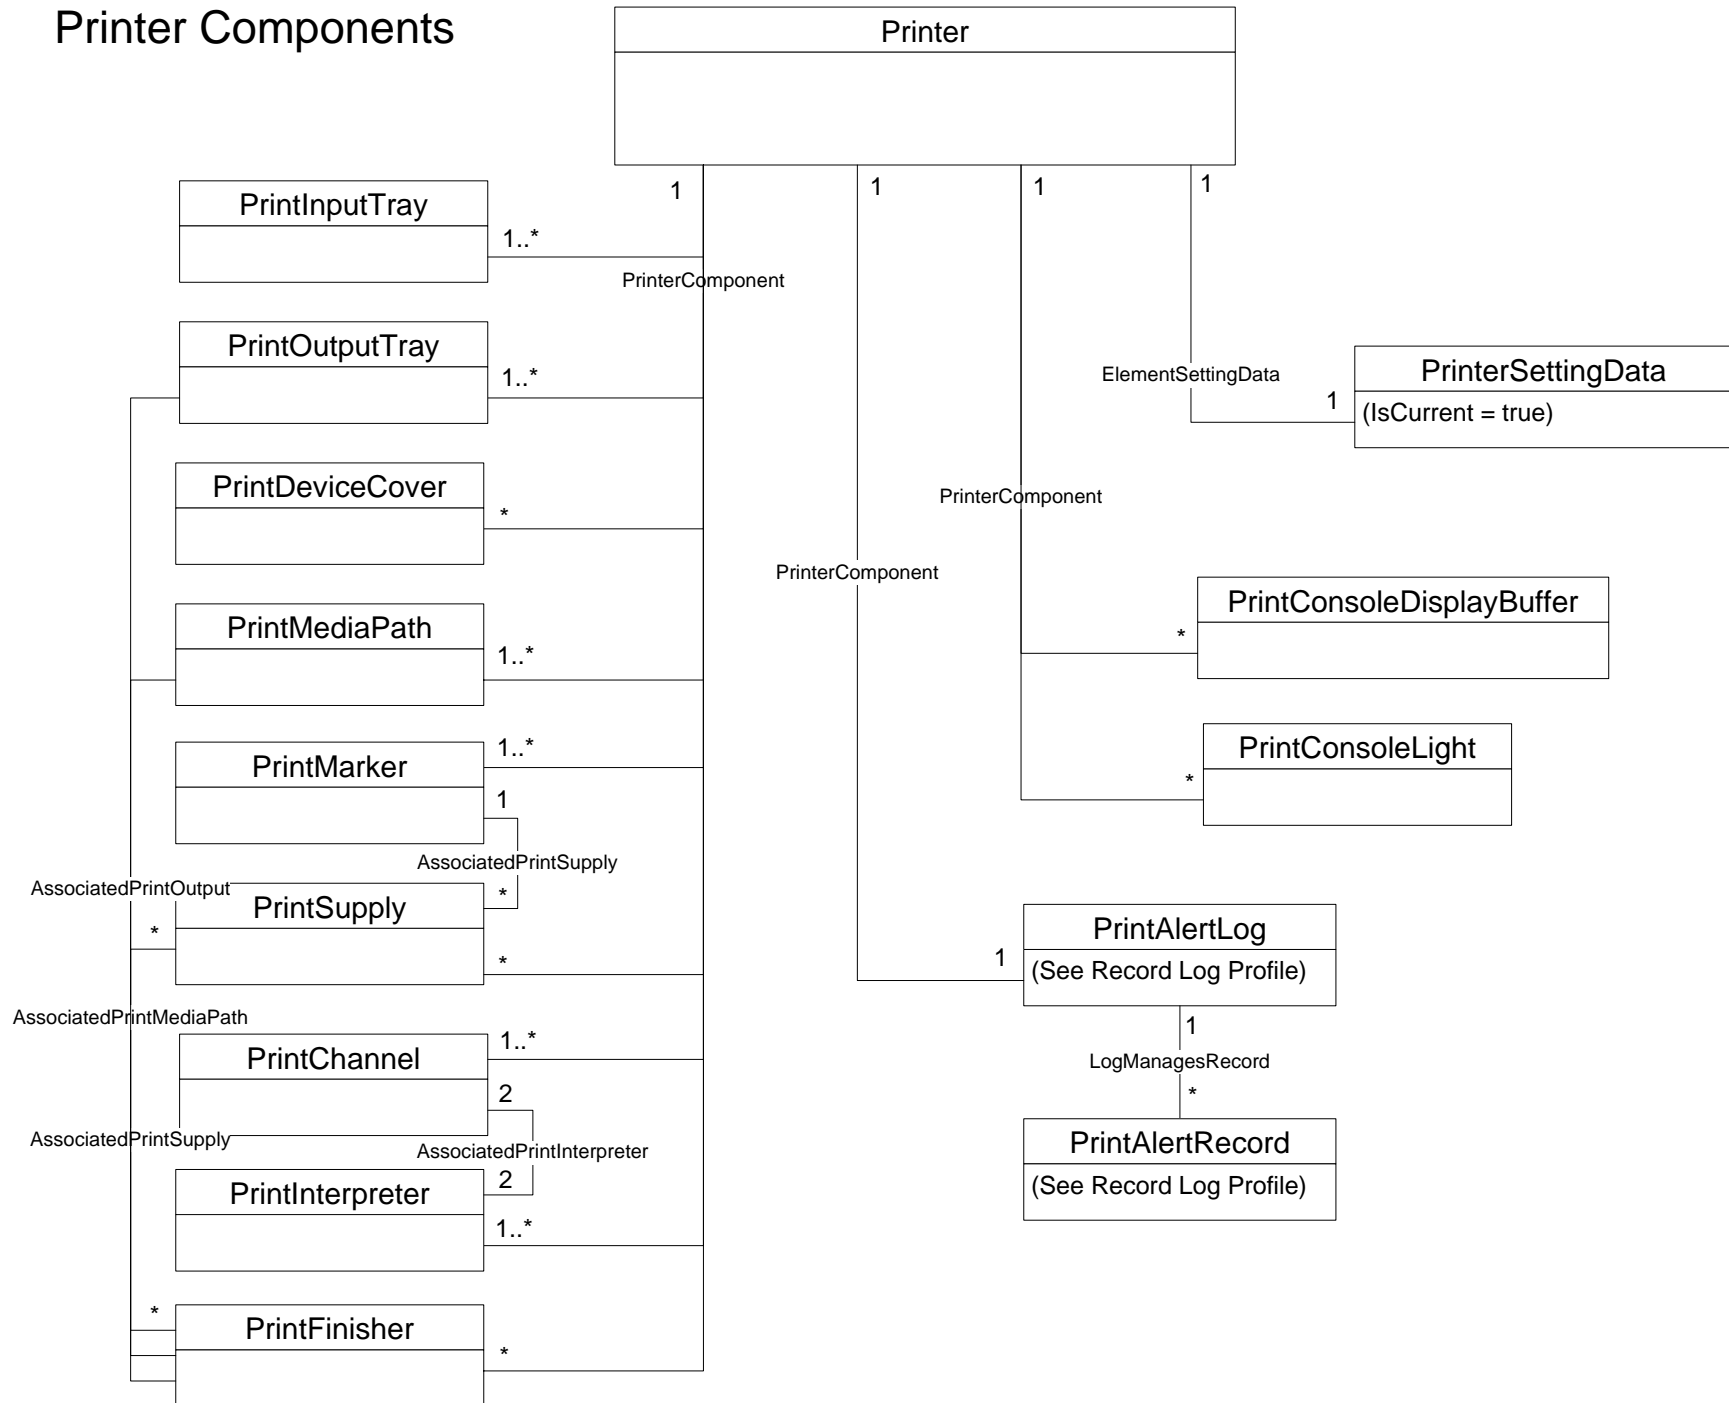 Printer Components
Printer
1
1
1
1
PrintInputTray
1..*
PrinterComponent
PrintOutputTray
1..*
ElementSettingData
PrinterSettingData
1
(IsCurrent = true)
PrintDeviceCover
*
PrinterComponent
PrinterComponent
PrintConsoleDisplayBuffer
*
PrintMediaPath
1..*
PrintConsoleLight
*
PrintMarker
1..*
1
AssociatedPrintSupply
AssociatedPrintOutput
PrintSupply
*
*
*
PrintAlertLog
1
(See Record Log Profile)
AssociatedPrintMediaPath
1
LogManagesRecord
*
PrintChannel
1..*
2
AssociatedPrintSupply
AssociatedPrintInterpreter
PrintAlertRecord
(See Record Log Profile)
PrintInterpreter
2
1..*
*
PrintFinisher
*